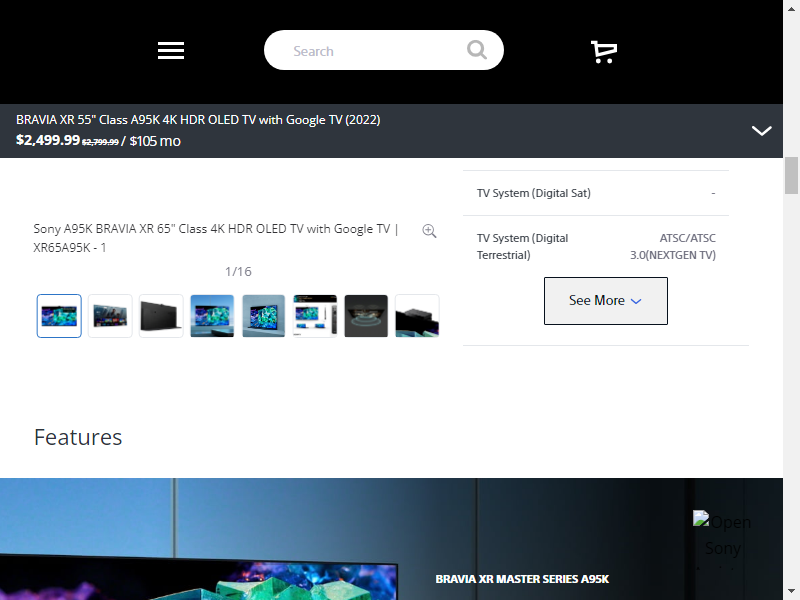 Search
BRAVIA XR 55" Class A95K 4K HDR OLED TV with Google TV (2022)
$2,499.99 $2,799.99 / $105 mo
TV System (Digital Sat) -
Sony A95K BRAVIA XR 65" Class 4K HDR OLED TV with Google TV |
XR65A95K - 1
1/16
TV System (Digital
Terrestrial)
ATSC/ATSC
3.0(NEXTGEN TV)
See More
Features
Open
Sony
BRAVIA XR MASTER SERIES A95K